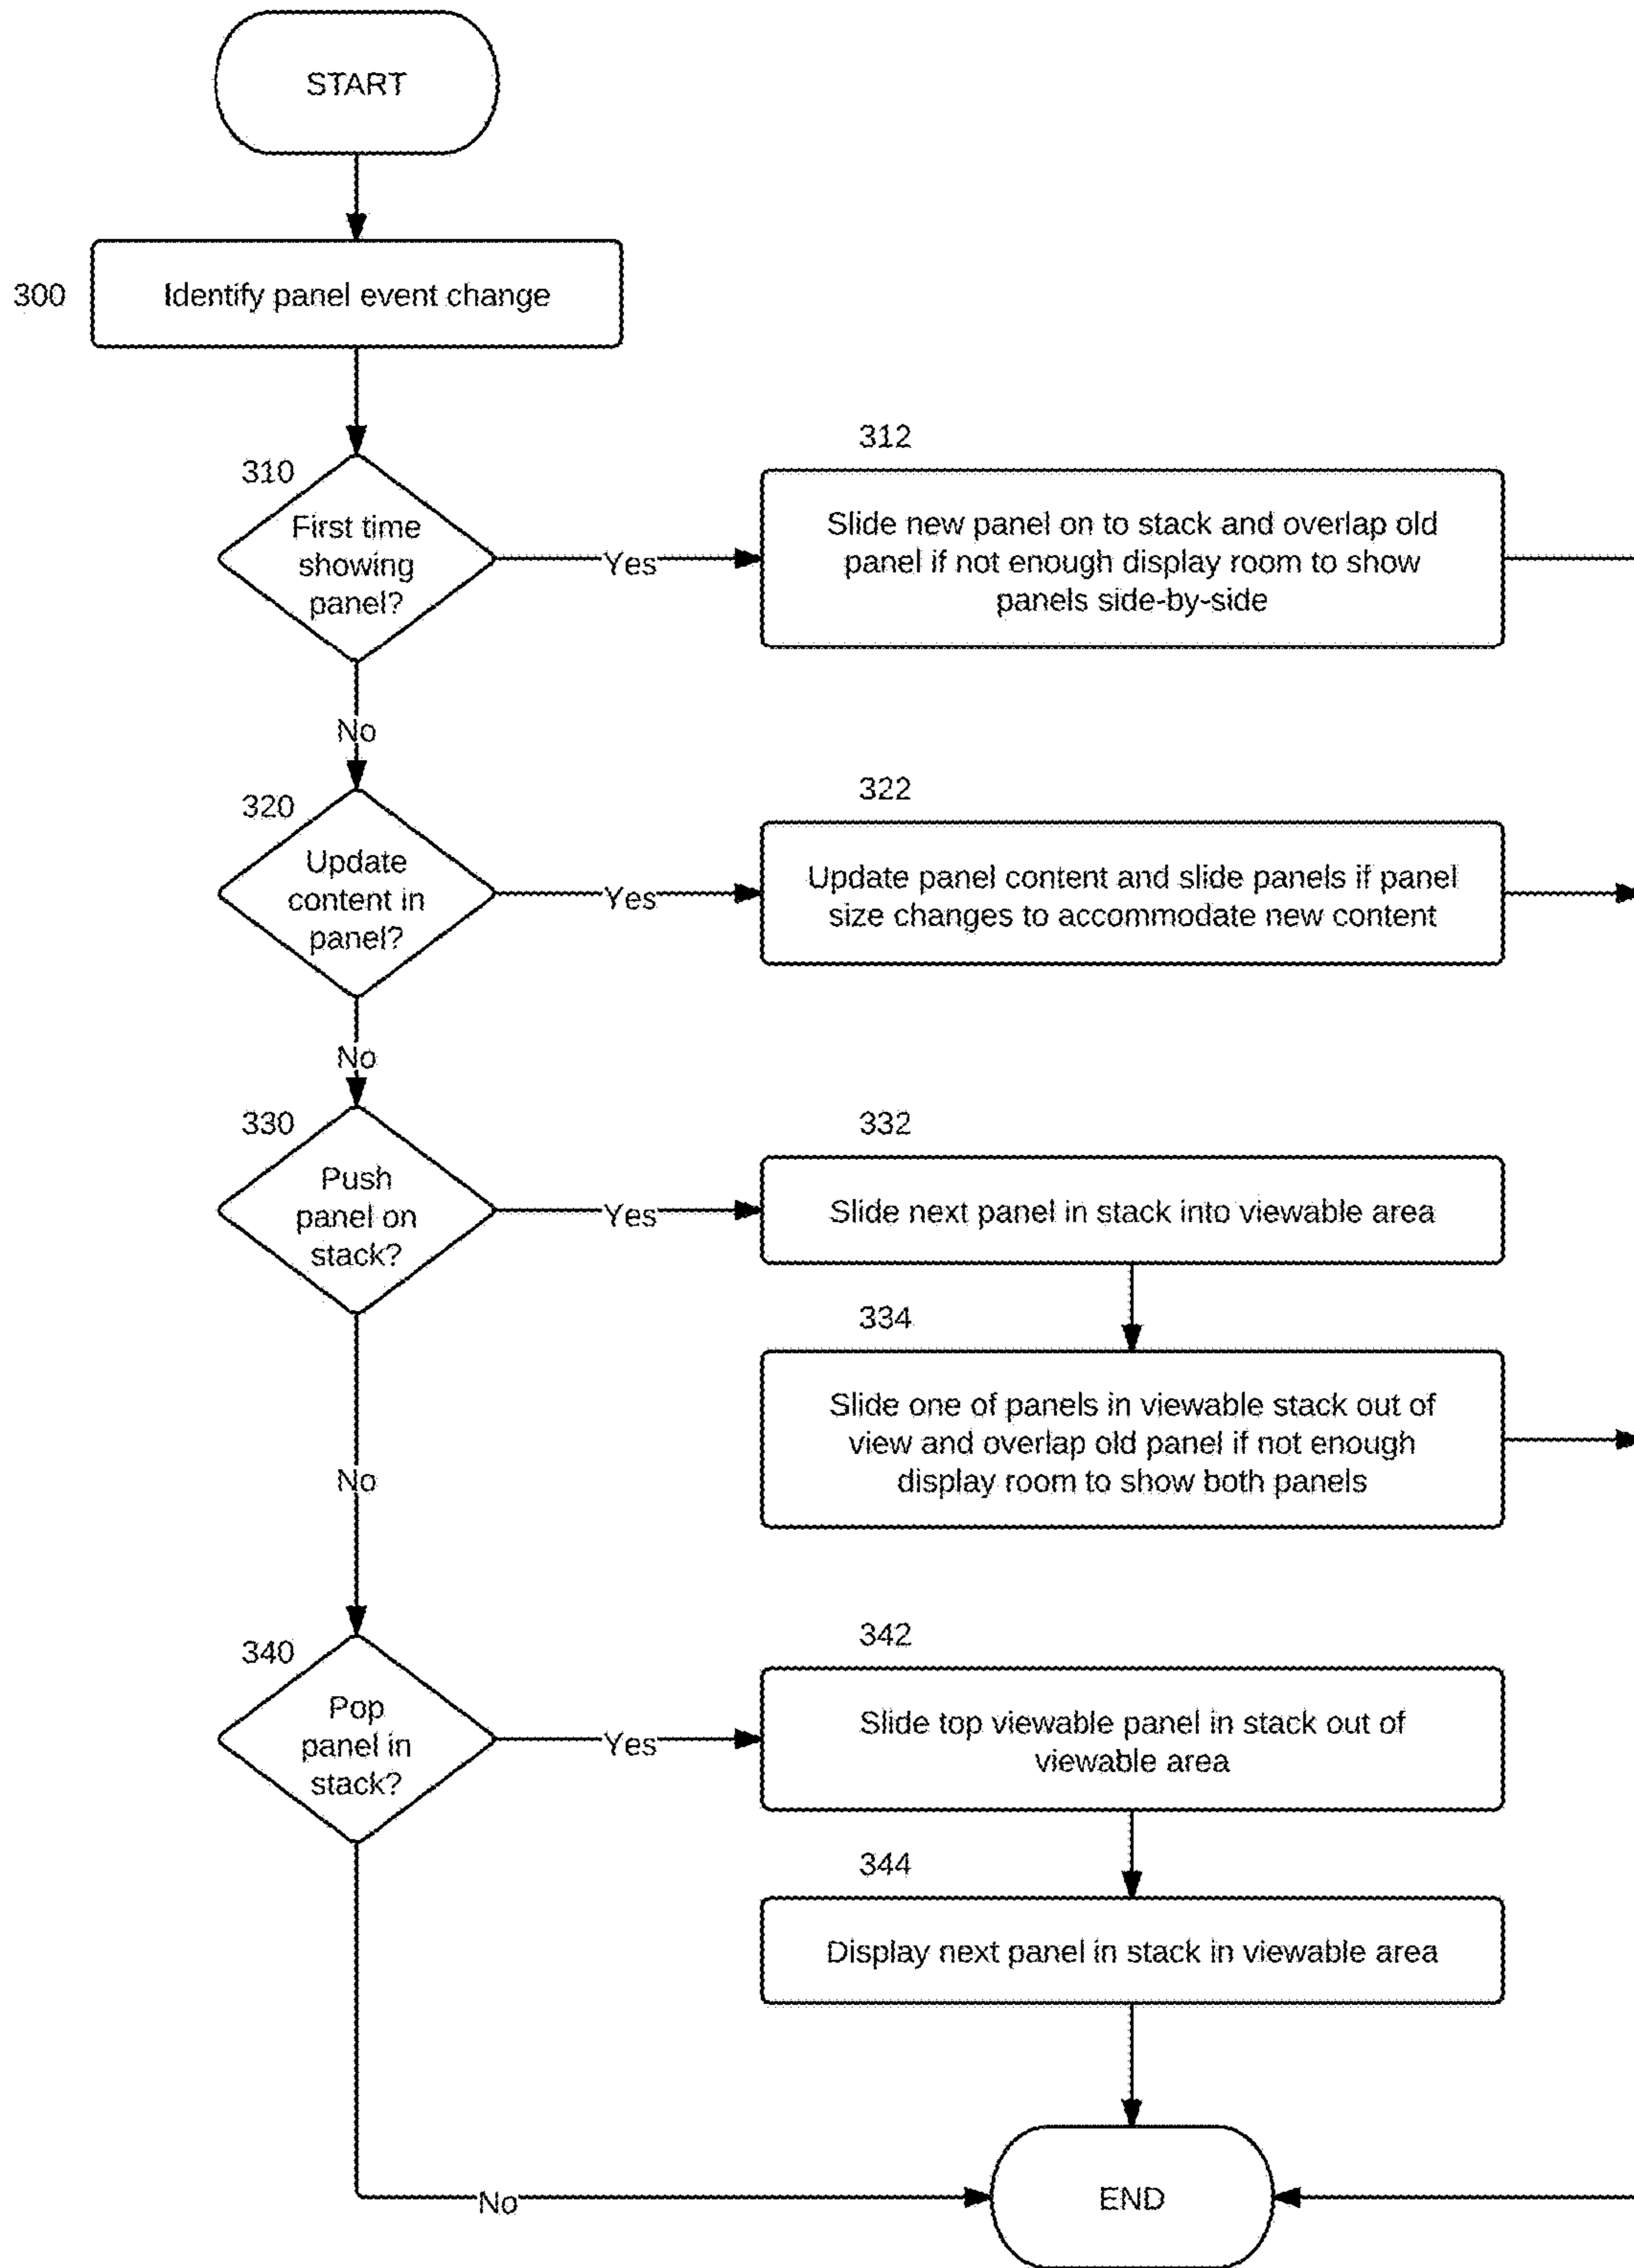 START
300
Identify panel event change
310
First time
showing
panel?
Yes
312
Slide new panel on to stack and overlap old
panel if not enough display room to show
panels side-by-side
No
320
Update
content in
panel?
Yes
322
Update panel content and slide panels if panel
size changes to accommodate new content
No
330
Push
panel on
stack?
Yes
332
Slide next panel in stack into viewable area
334
Slide one of panels in viewable stack out of
view and overlap old panel if not enough
display room to show both panels
No
340
Pop
panel in
stack?
Yes
342
Slide top viewable panel in stack out of
viewable area
344
Display next panel in stack in viewable area
No
END